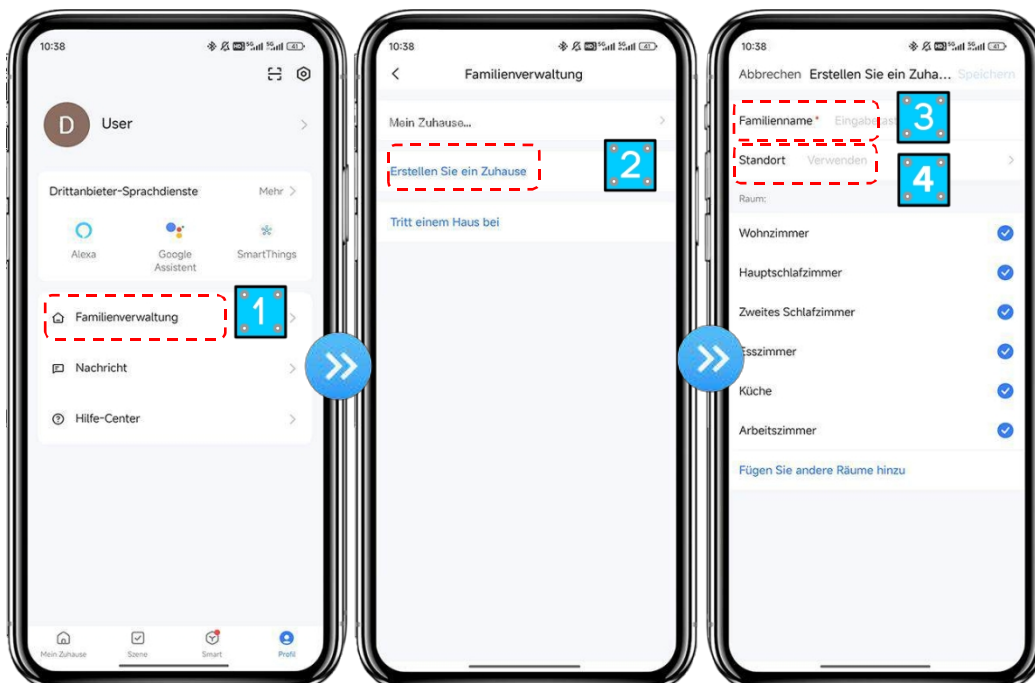 10:38
D
User
Drittanbieter-Sprachdienste
Mehr
Alexa
Google
Assistent
SmartThings
Familienverwaltung
1
Nachricht
Hilfe-Center
Mein Zuhause
Szene
Smart
Profil
10:38
Familienverwaltung
Mein Zuhause...
Erstellen Sie ein Zuhause
2
Tritt einem Haus bei
10:38
Abbrechen Erstellen Sie ein Zuha... Speichern
Familienname*
3
Standort Verwenden
4
Raum:
Wohnzimmer
Hauptschlafzimmer
Zweites Schlafzimmer
Esszimmer
Küche
Arbeitszimmer
Fügen Sie andere Räume hinzu